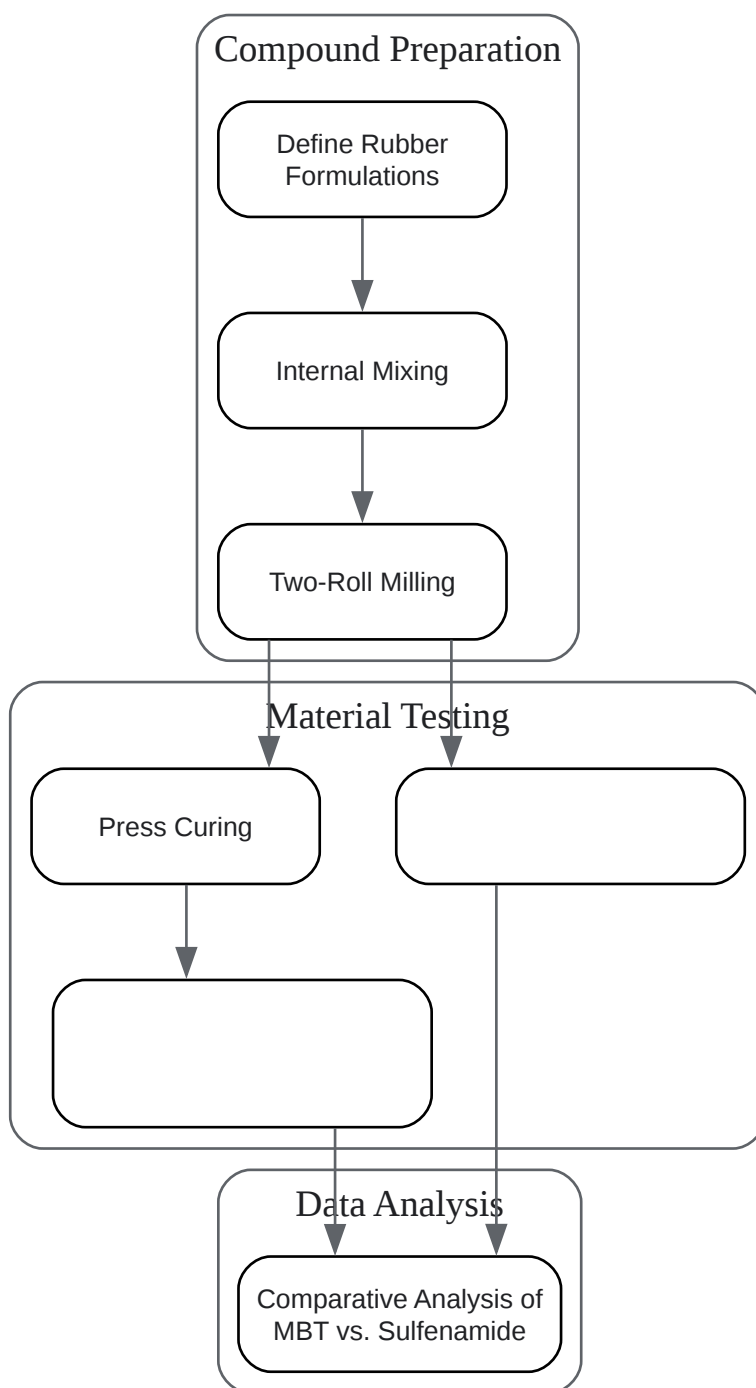 Compound Preparation
Define Rubber
Formulations
Internal Mixing
Two-Roll Milling
Material Testing
Press Curing
Data Analysis
Comparative Analysis of
MBT vs. Sulfenamide